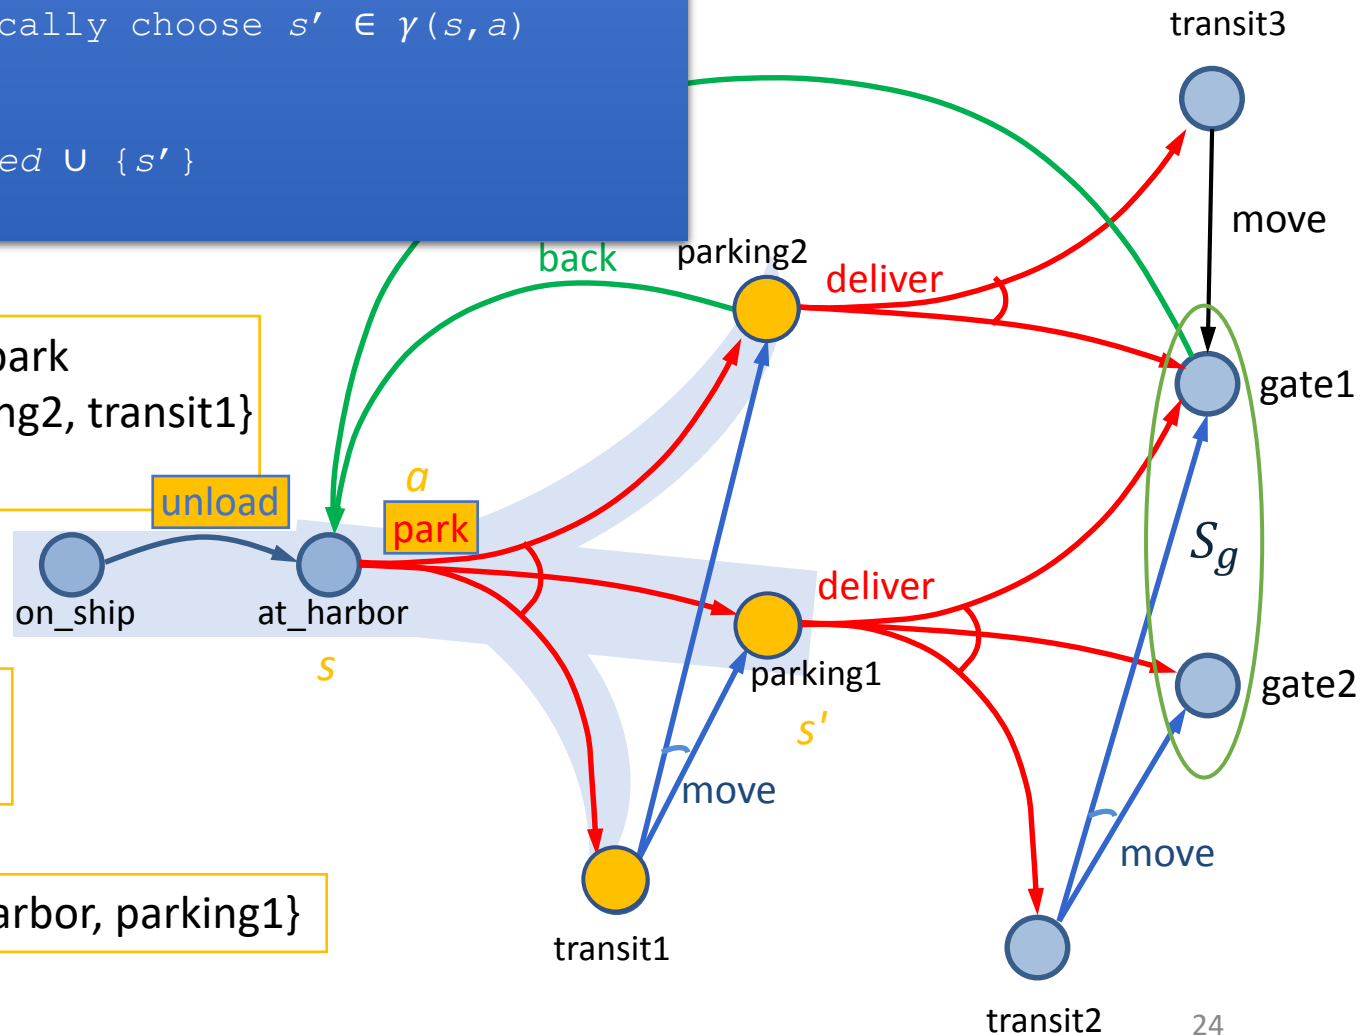 cally choose s′ ∈ γ(s,a)
ed ∪ {s′}
transit3
move
back
parking2
deliver
park
ng2, transit1}
gate1
unload
a
park
S_g
on_ship
at_harbor
deliver
s
parking1
gate2
s'
move
move
arbor, parking1}
transit1
transit2
24